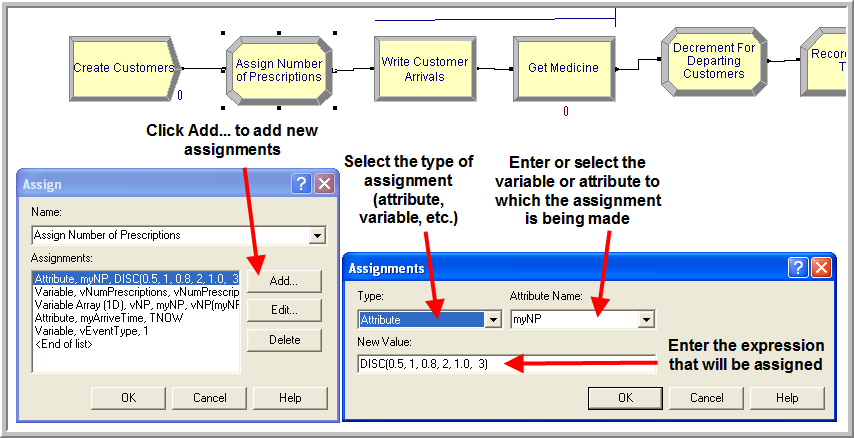 Create Customers
0
Assign Number
of Prescriptions
Write Customer
Arrivals
Get Medicine
0
Decrement For
Departing
Customers
Record
T
Click Add... to add new
assignments
Select the type of
assignment
(attribute,
variable, etc.)
Enter or select the
variable or attribute to
which the assignment
is being made
Assign
Name:
Assign Number of Prescriptions
Assignments:
Attribute, myNP, DISC(0.5, 1, 0.8, 2, 1.0,  3)
Variable, vNumPrescriptions, vNumPrescrip
Variable Array (1D), vNP, myNP, vNP(myNF
Attribute, myArriveTime, TNOW
Variable, vEventType, 1
<End of list>
Add...
Edit...
Delete
OK Cancel Help
Assignments
Type: Attribute Name:
Attribute myNP
New Value:
DISC(0.5, 1, 0.8, 2, 1.0,  3)
Enter the expression
that will be assigned
OK Cancel Help